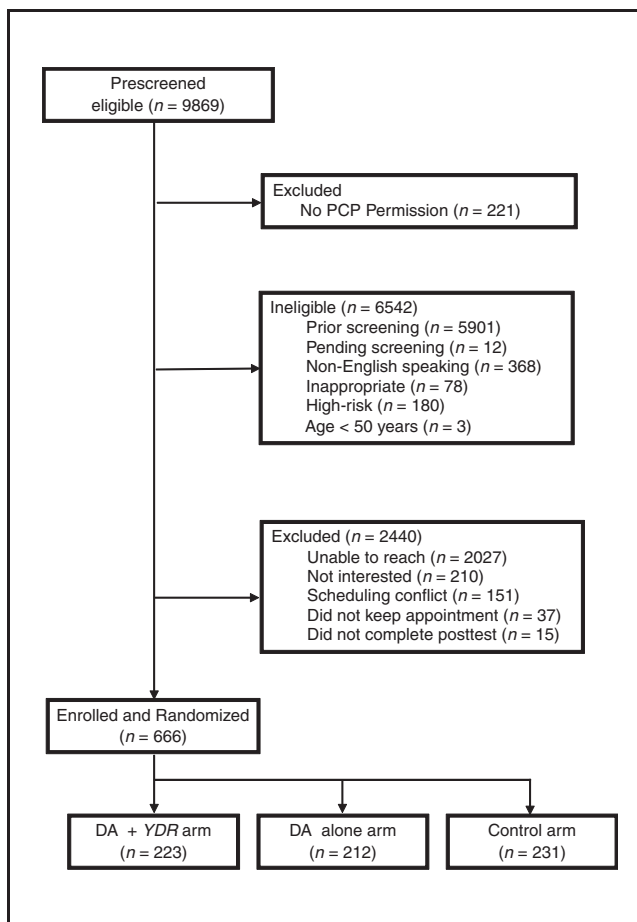 Prescreened
eligible (n = 9869)
Excluded
No PCP Permission (n = 221)
Ineligible (n = 6542)
Prior screening (n = 5901)
Pending screening (n = 12)
Non-English speaking (n = 368)
Inappropriate (n = 78)
High-risk (n = 180)
Age < 50 years (n = 3)
Excluded (n = 2440)
Unable to reach (n = 2027)
Not interested (n = 210)
Scheduling conflict (n = 151)
Did not keep appointment (n = 37)
Did not complete posttest (n = 15)
Enrolled and Randomized
(n = 666)
DA + YDR arm
(n = 223)
DA alone arm
(n = 212)
Control arm
(n = 231)